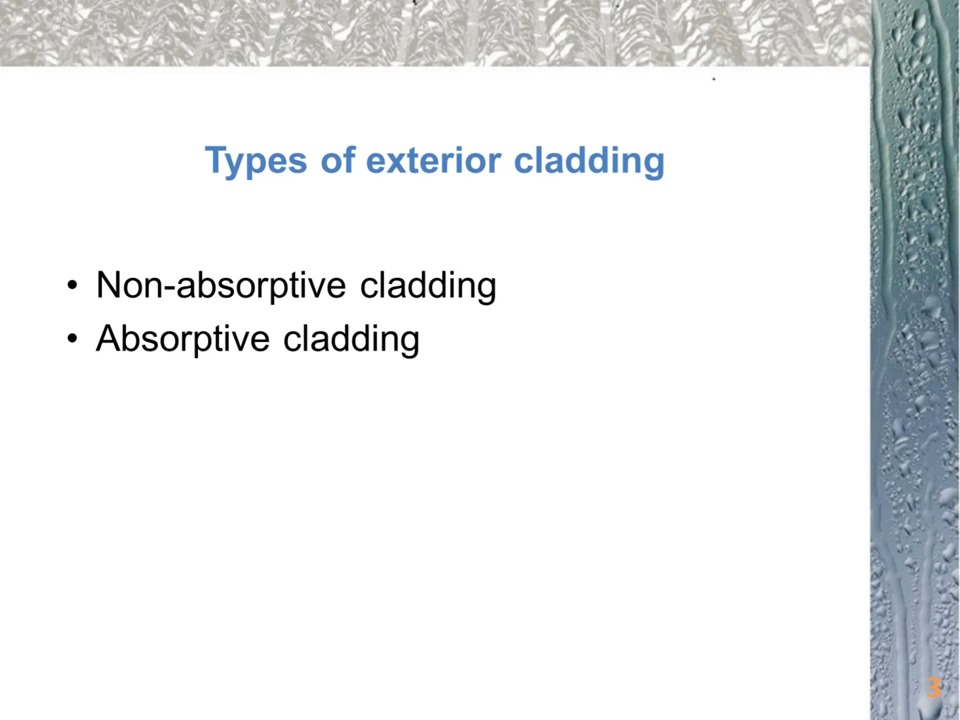 Types of exterior cladding
• Non-absorptive cladding
• Absorptive cladding
3